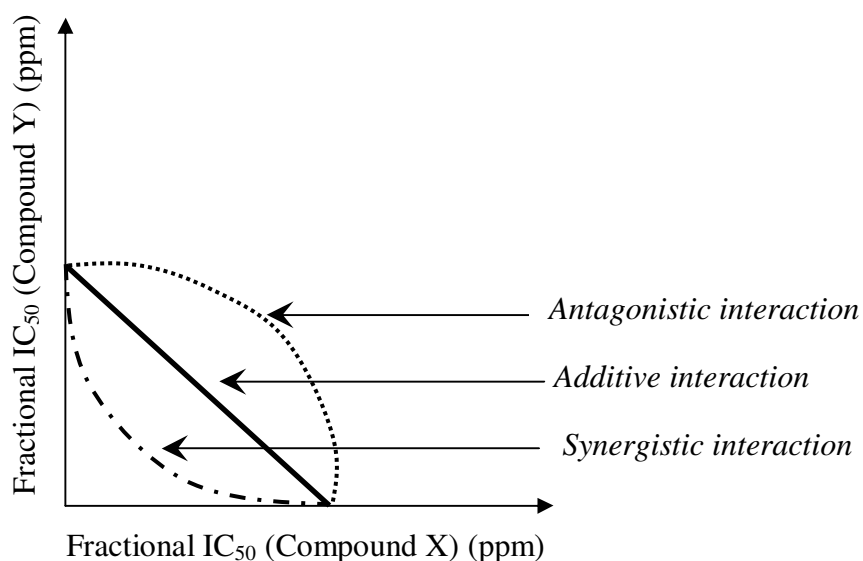 Fractional IC₅₀ (Compound Y) (ppm)
Antagonistic interaction
Additive interaction
Synergistic interaction
Fractional IC₅₀ (Compound X) (ppm)